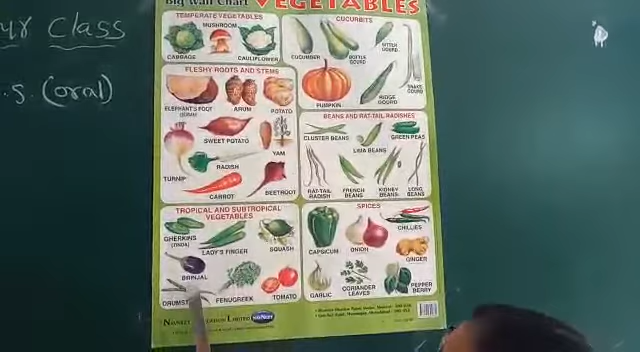 Big Wall Chart VEGETABLES
class
.S. (oral)
TEMPERATE VEGETABLES
MUSHROOM
CABBAGE
CAULIFLOWER
CUCURBITS
BITTER GOURD
CUCUMBER
BOTTLE GOURD
SNAKE GOURD
PUMPKIN
RIDGE GOURD
FLESHY ROOTS AND STEMS
ELEPHANT'S FOOT
ARUM
POTATO
SWEET POTATO
YAM
TURNIP
RADISH
CARROT
BEETROOT
BEANS AND RAT-TAIL RADISHES
CLUSTER BEANS
LIMA BEANS
GREEN PEAS
RAT-TAIL RADISH
FRENCH BEANS
KIDNEY BEANS
LONG BEANS
TROPICAL AND SUBTROPICAL VEGETABLES
GHERKINS
(TINDA)
LADY'S FINGER
SQUASH
BRINJAL
FENUGREEK
TOMATO
SPICES
CHILLIES
CAPSICUM
ONION
GINGER
GARLIC
CORIANDER LEAVES
PEPPER BERRY
LIMITED
NAVNEET